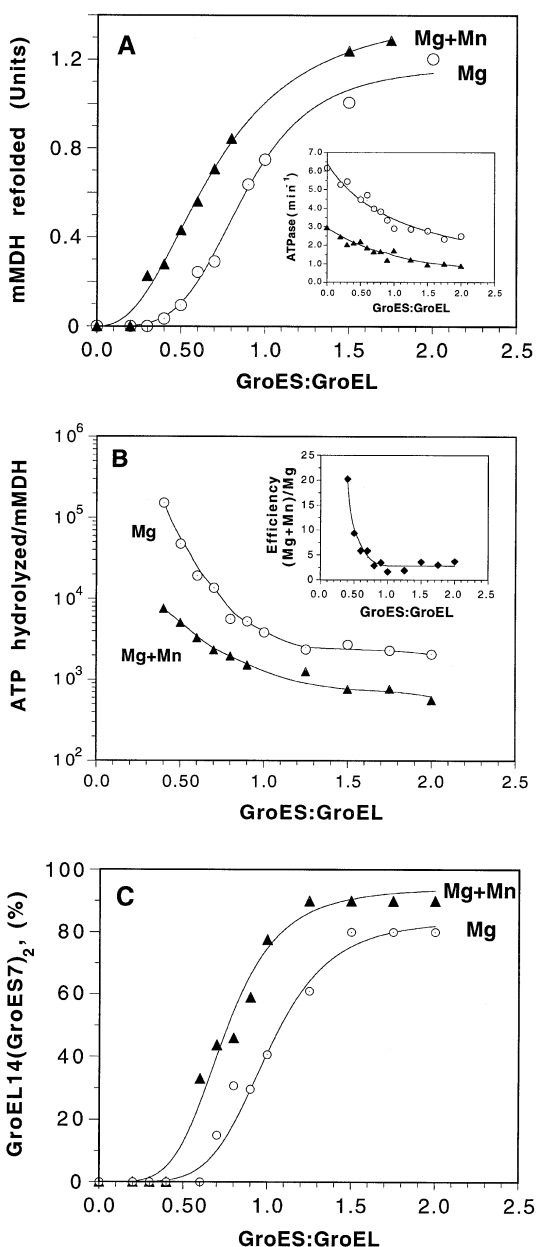 A
Mg+Mn
Mg
mMDH refolded (Units)
1.2
0.8
0.4
0
0.0 0.50 1.0 1.5 2.0 2.5
GroES:GroEL
ATPase (min⁻¹)
7.0
6.0
5.0
4.0
3.0
2.0
1.0
0.0
0.0 0.50 1.0 1.5 2.0 2.5
GroES:GroEL
B
Mg
Mg+Mn
ATP hydrolyzed/mMDH
10⁶
10⁵
10⁴
10³
10²
0.0 0.50 1.0 1.5 2.0 2.5
GroES:GroEL
Efficiency
(Mg+Mn)/Mg
25
20
15
10
5
0
0.0 0.50 1.0 1.5 2.0 2.5
GroES:GroEL
C
Mg+Mn
Mg
GroEL14(GroES7)₂, (%)
100
80
60
40
20
0
0.0 0.50 1.0 1.5 2.0 2.5
GroES:GroEL